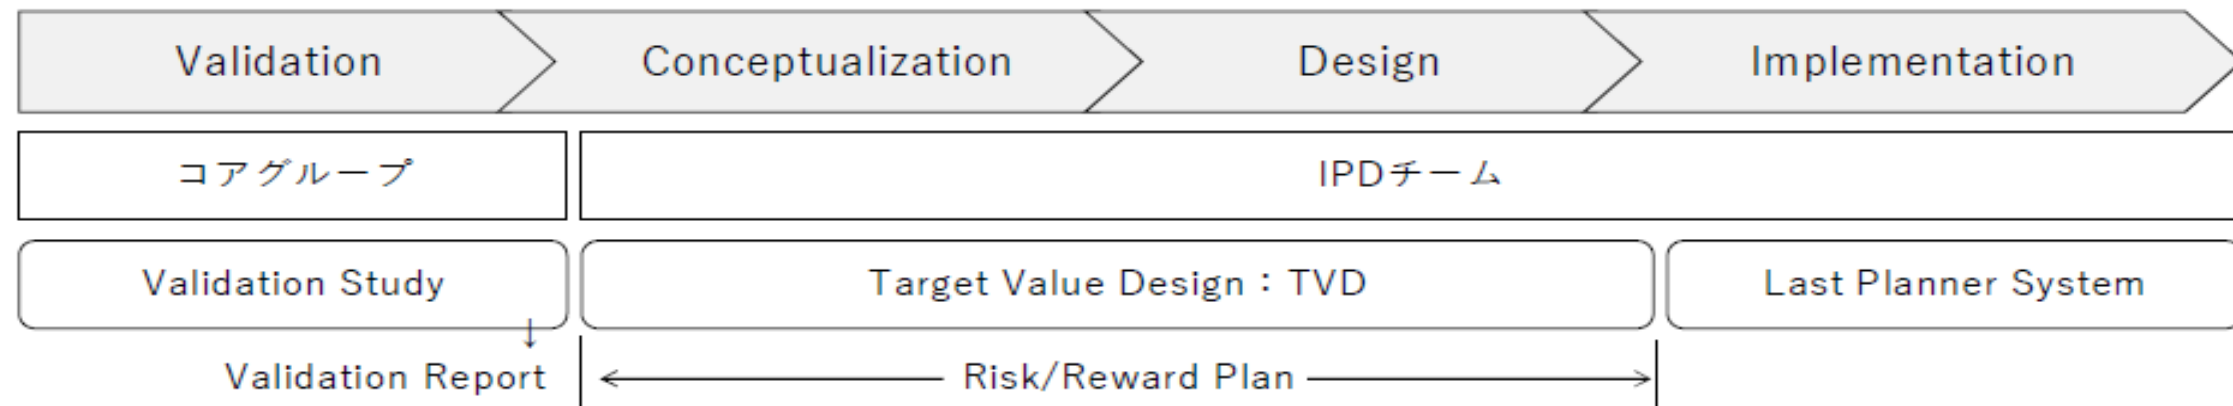 Validation
Conceptualization
Design
Implementation
コアグループ
IPDチーム
Validation Study
Target Value Design：TVD
Last Planner System
↓
Validation Report
Risk/Reward Plan